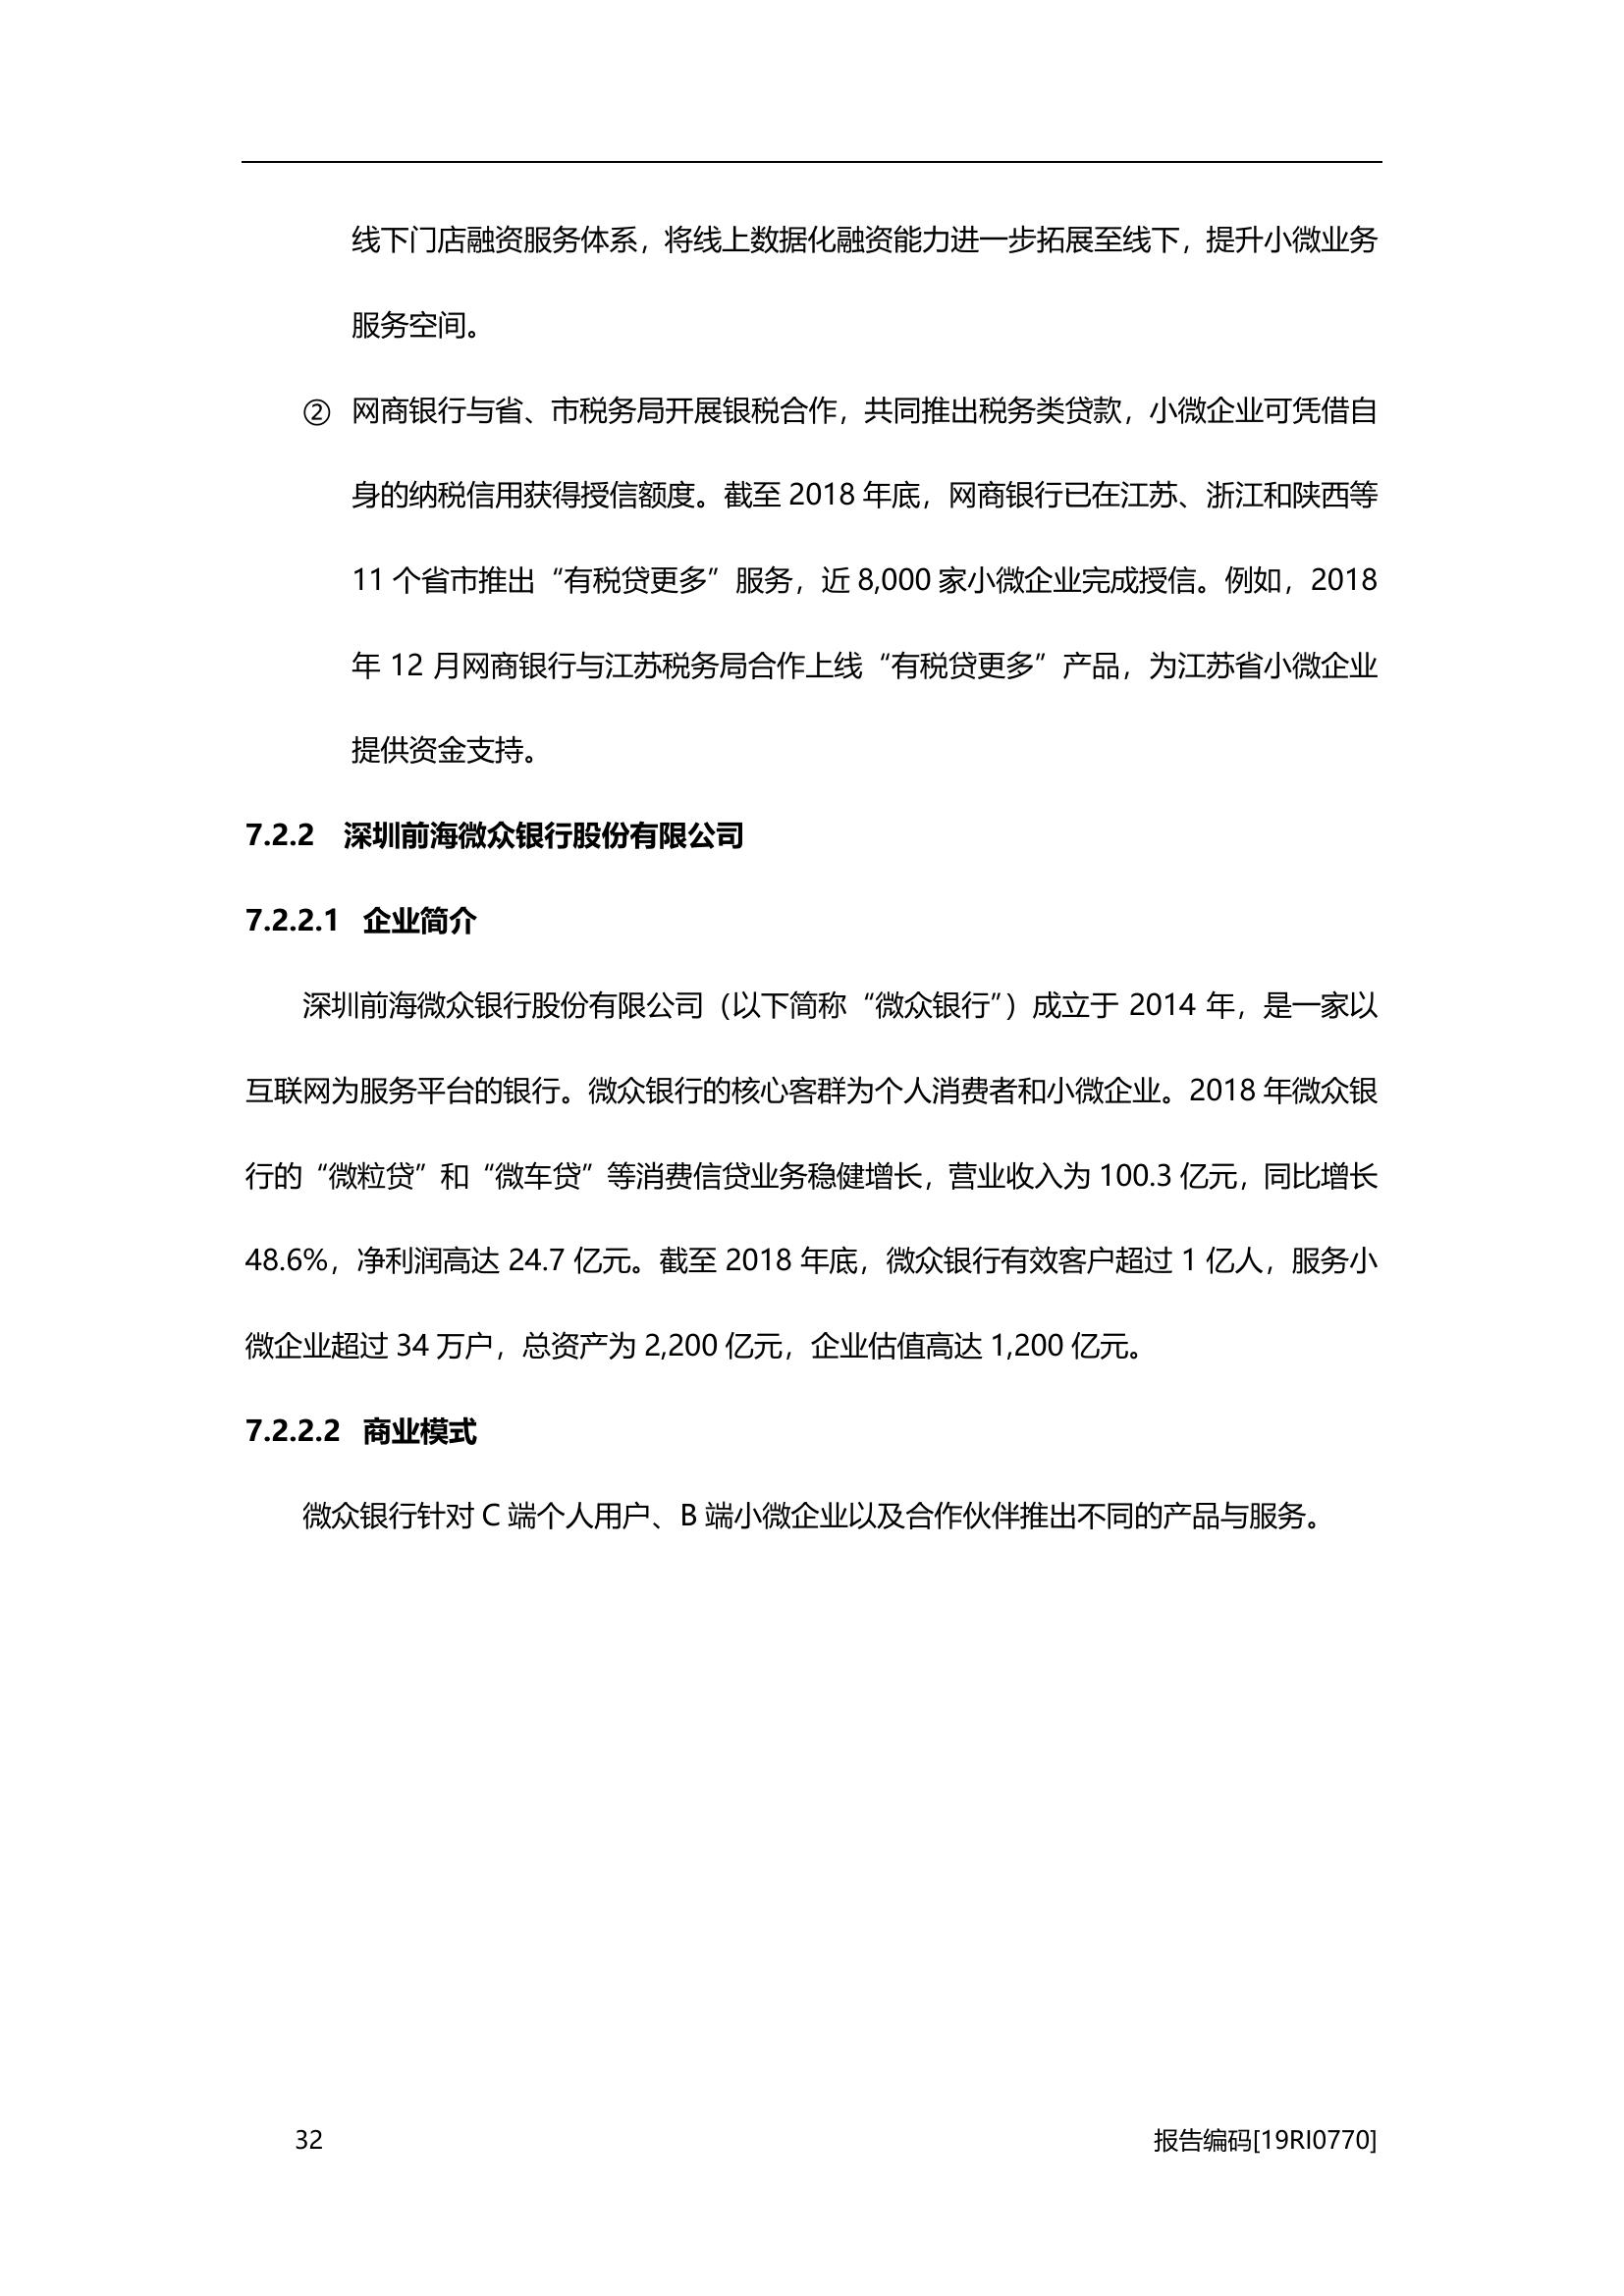 线下门店融资服务体系，将线上数据化融资能力进一步拓展至线下，提升小微业务
服务空间。
② 网商银行与省、市税务局开展银税合作，共同推出税务类贷款，小微企业可凭借自
身的纳税信用获得授信额度。截至 2018 年底，网商银行已在江苏、浙江和陕西等
11 个省市推出“有税贷更多”服务，近 8,000 家小微企业完成授信。例如，2018
年 12 月网商银行与江苏税务局合作上线“有税贷更多”产品，为江苏省小微企业
提供资金支持。
7.2.2 深圳前海微众银行股份有限公司
7.2.2.1 企业简介
深圳前海微众银行股份有限公司（以下简称“微众银行”）成立于 2014 年，是一家以
互联网为服务平台的银行。微众银行的核心客群为个人消费者和小微企业。2018 年微众银
行的“微粒贷”和“微车贷”等消费信贷业务稳健增长，营业收入为 100.3 亿元，同比增长
48.6%，净利润高达 24.7 亿元。截至 2018 年底，微众银行有效客户超过 1 亿人，服务小
微企业超过 34 万户，总资产为 2,200 亿元，企业估值高达 1,200 亿元。
7.2.2.2 商业模式
微众银行针对 C 端个人用户、B 端小微企业以及合作伙伴推出不同的产品与服务。
32 报告编码[19RI0770]